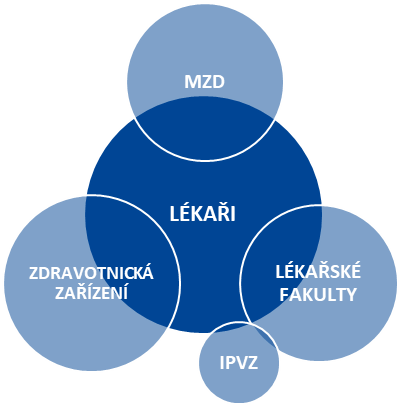 MZD
LÉKAŘI
ZDRAVOTNICKÁ
ZAŘÍZENÍ
LÉKAŘSKÉ
FAKULTY
IPVZ